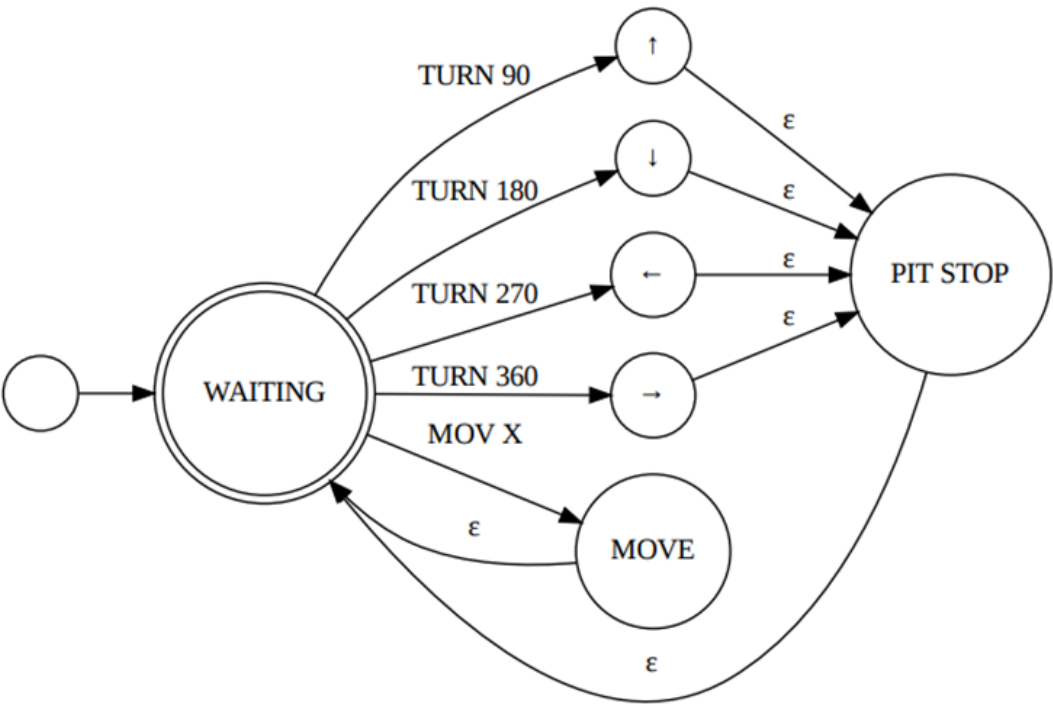 ↑
TURN 90
ε
↓
TURN 180
ε
←
TURN 270
ε
PIT STOP
→
TURN 360
ε
WAITING
MOV X
ε
MOVE
ε